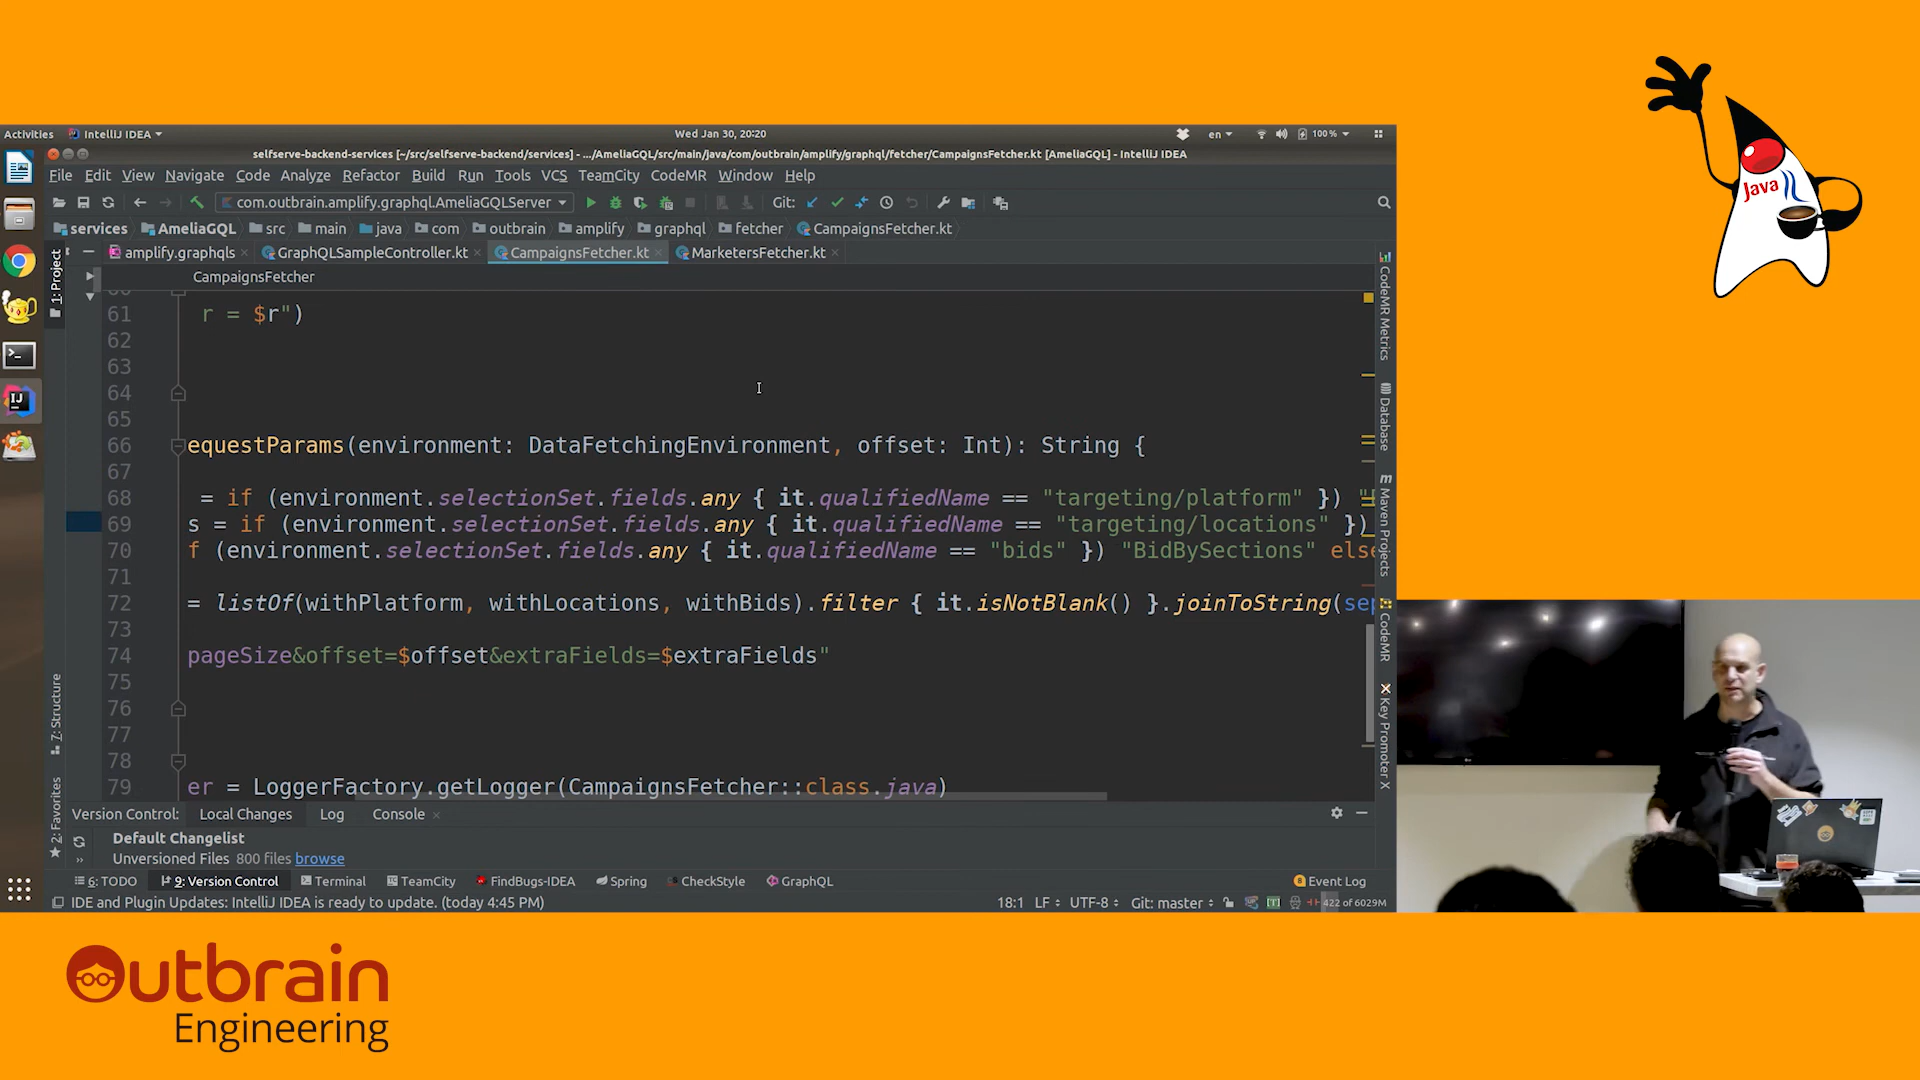 Activities
IntelliJ IDEA
Wed Jan 30, 20:20
en
100 %
selfserve-backend-services [~/src/selfserve-backend/services] - .../AmeliaGQL/src/main/java/com/outbrain/amplify/graphql/fetcher/CampaignsFetcher.kt [AmeliaGQL] - IntelliJ IDEA
File Edit View Navigate Code Analyze Refactor Build Run Tools VCS TeamCity CodeMR Window Help
com.outbrain.amplify.graphql.AmeliaGQLServer
Git:
services AmeliaGQL src main java com outbrain amplify graphql fetcher CampaignsFetcher.kt
amplify.graphqls GraphQLSampleController.kt CampaignsFetcher.kt MarketersFetcher.kt
CampaignsFetcher
1: Project
7: Structure
2: Favorites
61 r = $r")
62
63
64
65
66 equestParams(environment: DataFetchingEnvironment, offset: Int): String {
67
68 = if (environment.selectionSet.fields.any { it.qualifiedName == "targeting/platform" })
69 s = if (environment.selectionSet.fields.any { it.qualifiedName == "targeting/locations" })
70 f (environment.selectionSet.fields.any { it.qualifiedName == "bids" }) "BidBySections" else
71
72 = listOf(withPlatform, withLocations, withBids).filter { it.isNotBlank() }.joinToString(sep
73
74 pageSize&offset=$offset&extraFields=$extraFields"
75
76
77
78
79 er = LoggerFactory.getLogger(CampaignsFetcher::class.java)
CodeMR Metrics
Database
Maven Projects
CodeMR
Key Promoter X
Version Control: Local Changes Log Console
Default Changelist
Unversioned Files 800 files browse
6: TODO 9: Version Control Terminal TeamCity FindBugs-IDEA Spring CheckStyle GraphQL Event Log
IDE and Plugin Updates: IntelliJ IDEA is ready to update. (today 4:45 PM)
18:1 LF UTF-8 Git: master 422 of 6029M
Java
Outbrain
Engineering